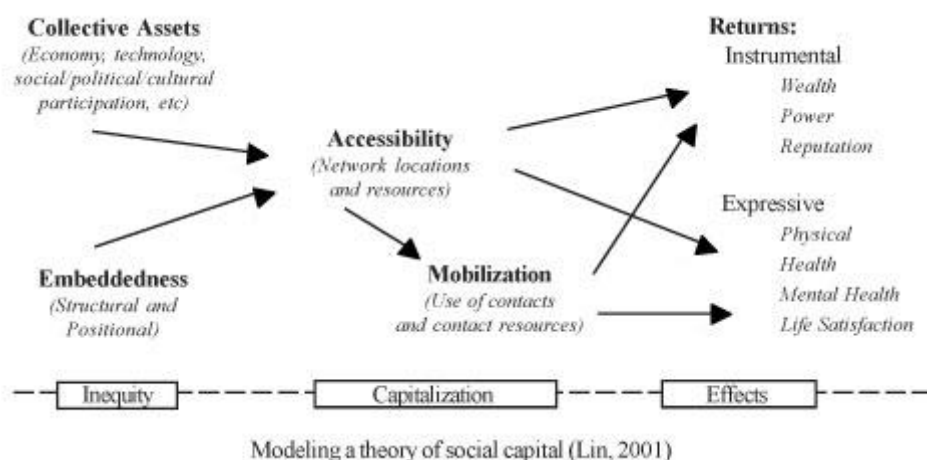 Collective Assets
(Economy, technology,
social/political/cultural
participation, etc)
Embeddedness
(Structural and
Positional)
Accessibility
(Network locations
and resources)
Mobilization
(Use of contacts
and contact resources)
Returns:
Instrumental
Wealth
Power
Reputation
Expressive
Physical
Health
Mental Health
Life Satisfaction
Inequity
Capitalization
Effects
Modeling a theory of social capital (Lin, 2001)